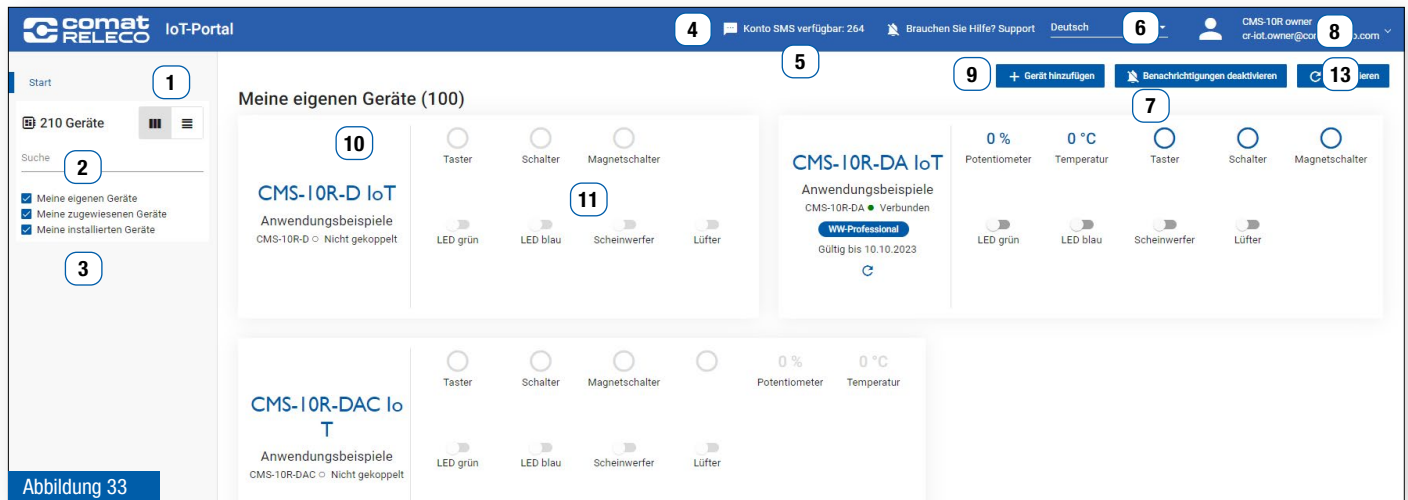 comat
RELECO
IoT-Portal
4
Konto SMS verfügbar: 264
5
Brauchen Sie Hilfe? Support
Deutsch
6
CMS-10R owner
8
Start
1
9
+ Gerät hinzufügen
Benachrichtigungen deaktivieren
7
13
210 Geräte
Suche
2
Meine eigenen Geräte
Meine zugewiesenen Geräte
Meine installierten Geräte
3
Meine eigenen Geräte (100)
10
CMS-10R-D IoT
Anwendungsbeispiele
CMS-10R-D ○ Nicht gekoppelt
Taster Schalter Magnetschalter
11
LED grün LED blau Scheinwerfer Lüfter
CMS-10R-DA IoT
Anwendungsbeispiele
CMS-10R-DA ● Verbunden
WW-Professional
Gültig bis 10.10.2023
0 % 0 °C
Potentiometer Temperatur Taster Schalter Magnetschalter
LED grün LED blau Scheinwerfer Lüfter
CMS-10R-DAC Io
T
Anwendungsbeispiele
CMS-10R-DAC ○ Nicht gekoppelt
0 % 0 °C
Taster Schalter Magnetschalter Potentiometer Temperatur
LED grün LED blau Scheinwerfer Lüfter
Abbildung 33